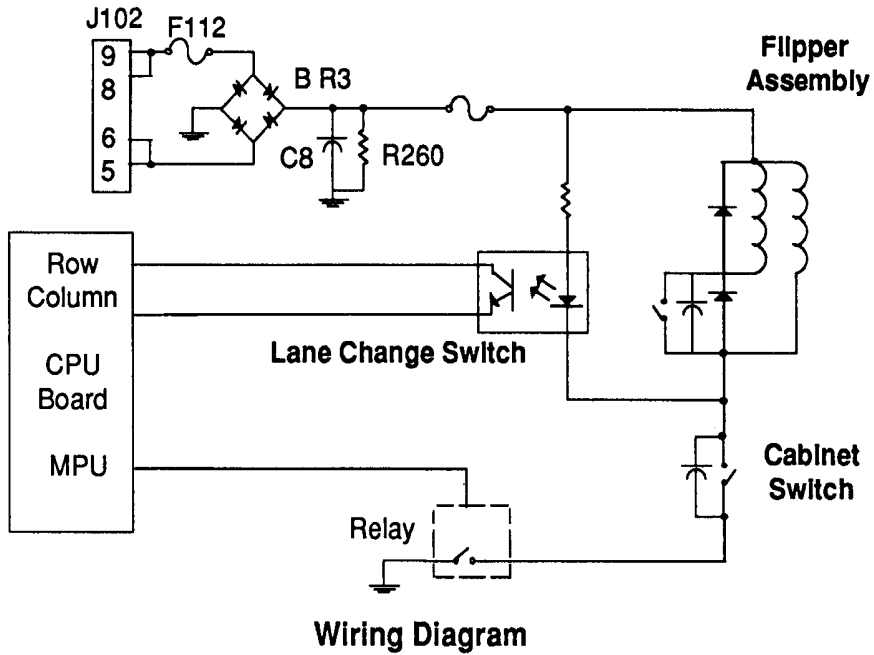 J102
F112
9
8
6
5
B R3
C8
R260
Flipper
Assembly
Row
Column
CPU
Board
MPU
Lane Change Switch
Cabinet
Switch
Relay
Wiring Diagram